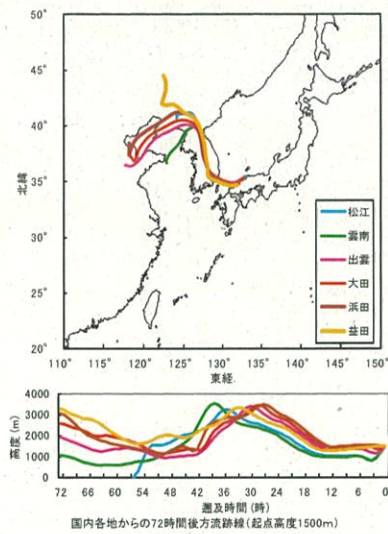 50°
45°
40°
35°
30°
25°
20°
北緯
松江
雲南
出雲
大田
浜田
益田
110° 115° 120° 125° 130° 135° 140° 145° 150°
東経
4000
3000
2000
1000
0
高度 (m)
72 66 60 54 48 42 36 30 24 18 12 6 0
遡及時間 (時)
国内各地からの72時間後方流跡線 (起点高度1500m)